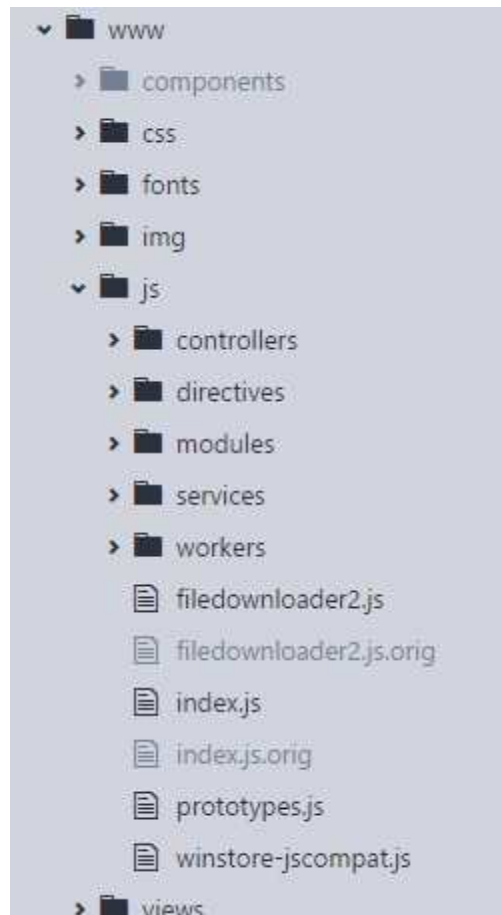 www
components
css
fonts
img
js
controllers
directives
modules
services
workers
filedownloader2.js
filedownloader2.js.orig
index.js
index.js.orig
prototypes.js
winstore-jscompat.js
views